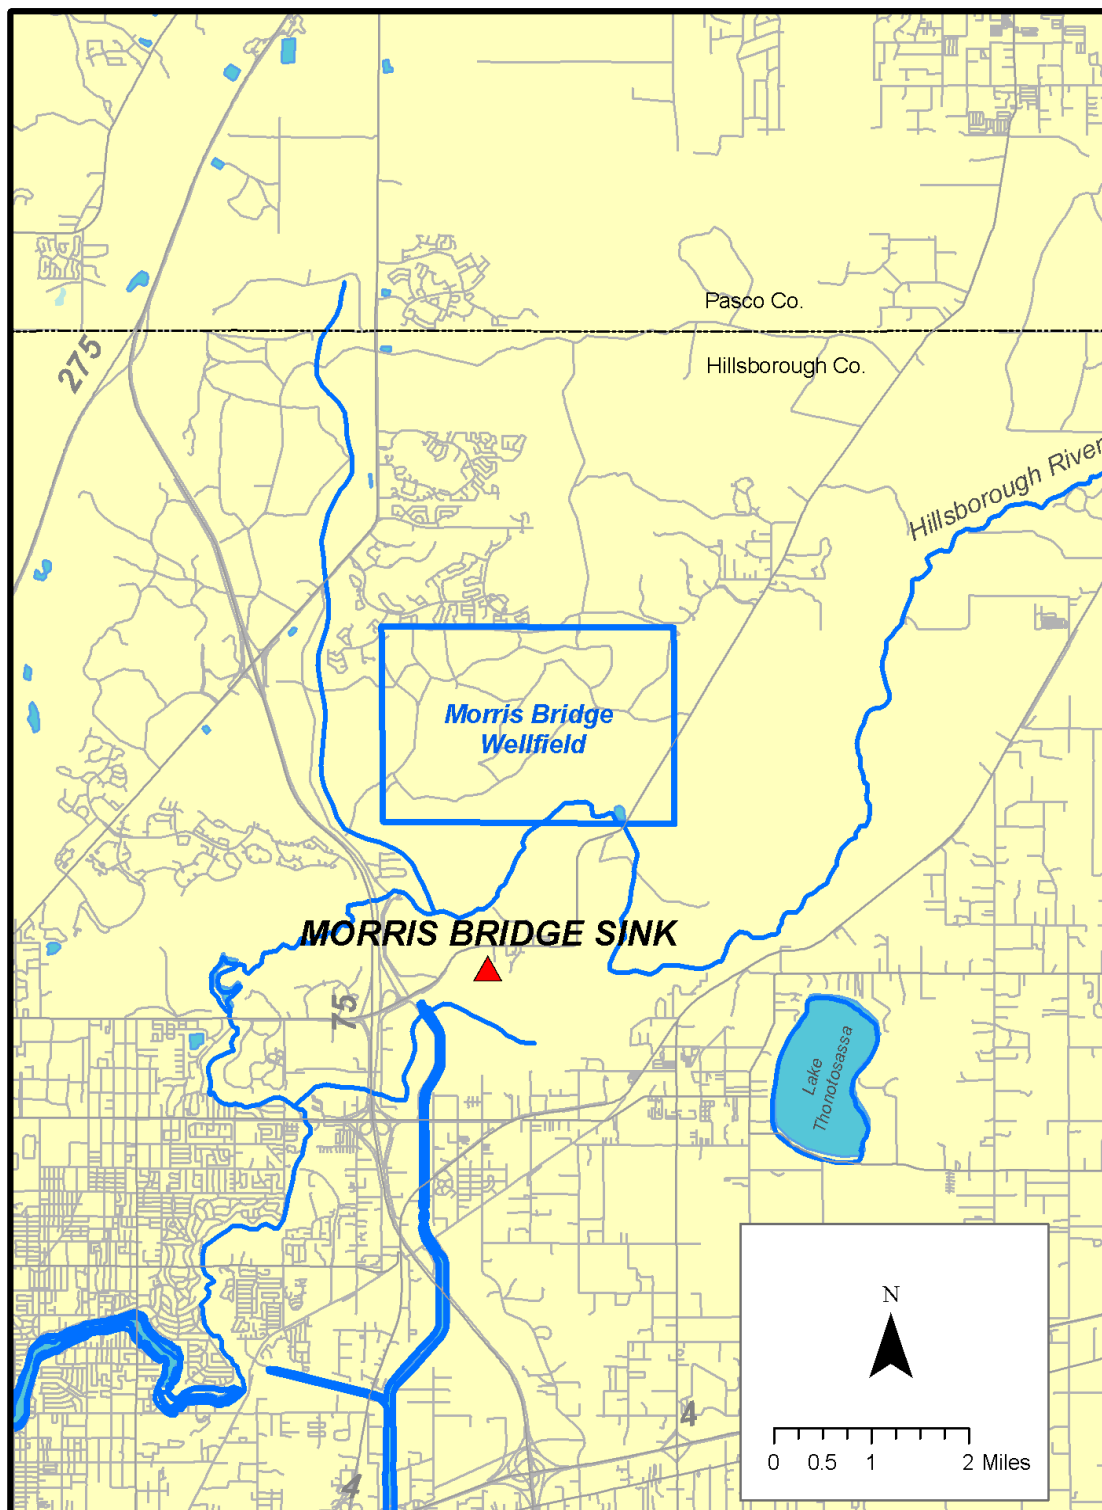 Pasco Co.
275
Hillsborough Co.
Hillsborough River
Morris Bridge
Wellfield
MORRIS BRIDGE SINK
75
Lake
Thonotosassa
N
4
4
0 0.5 1 2 Miles